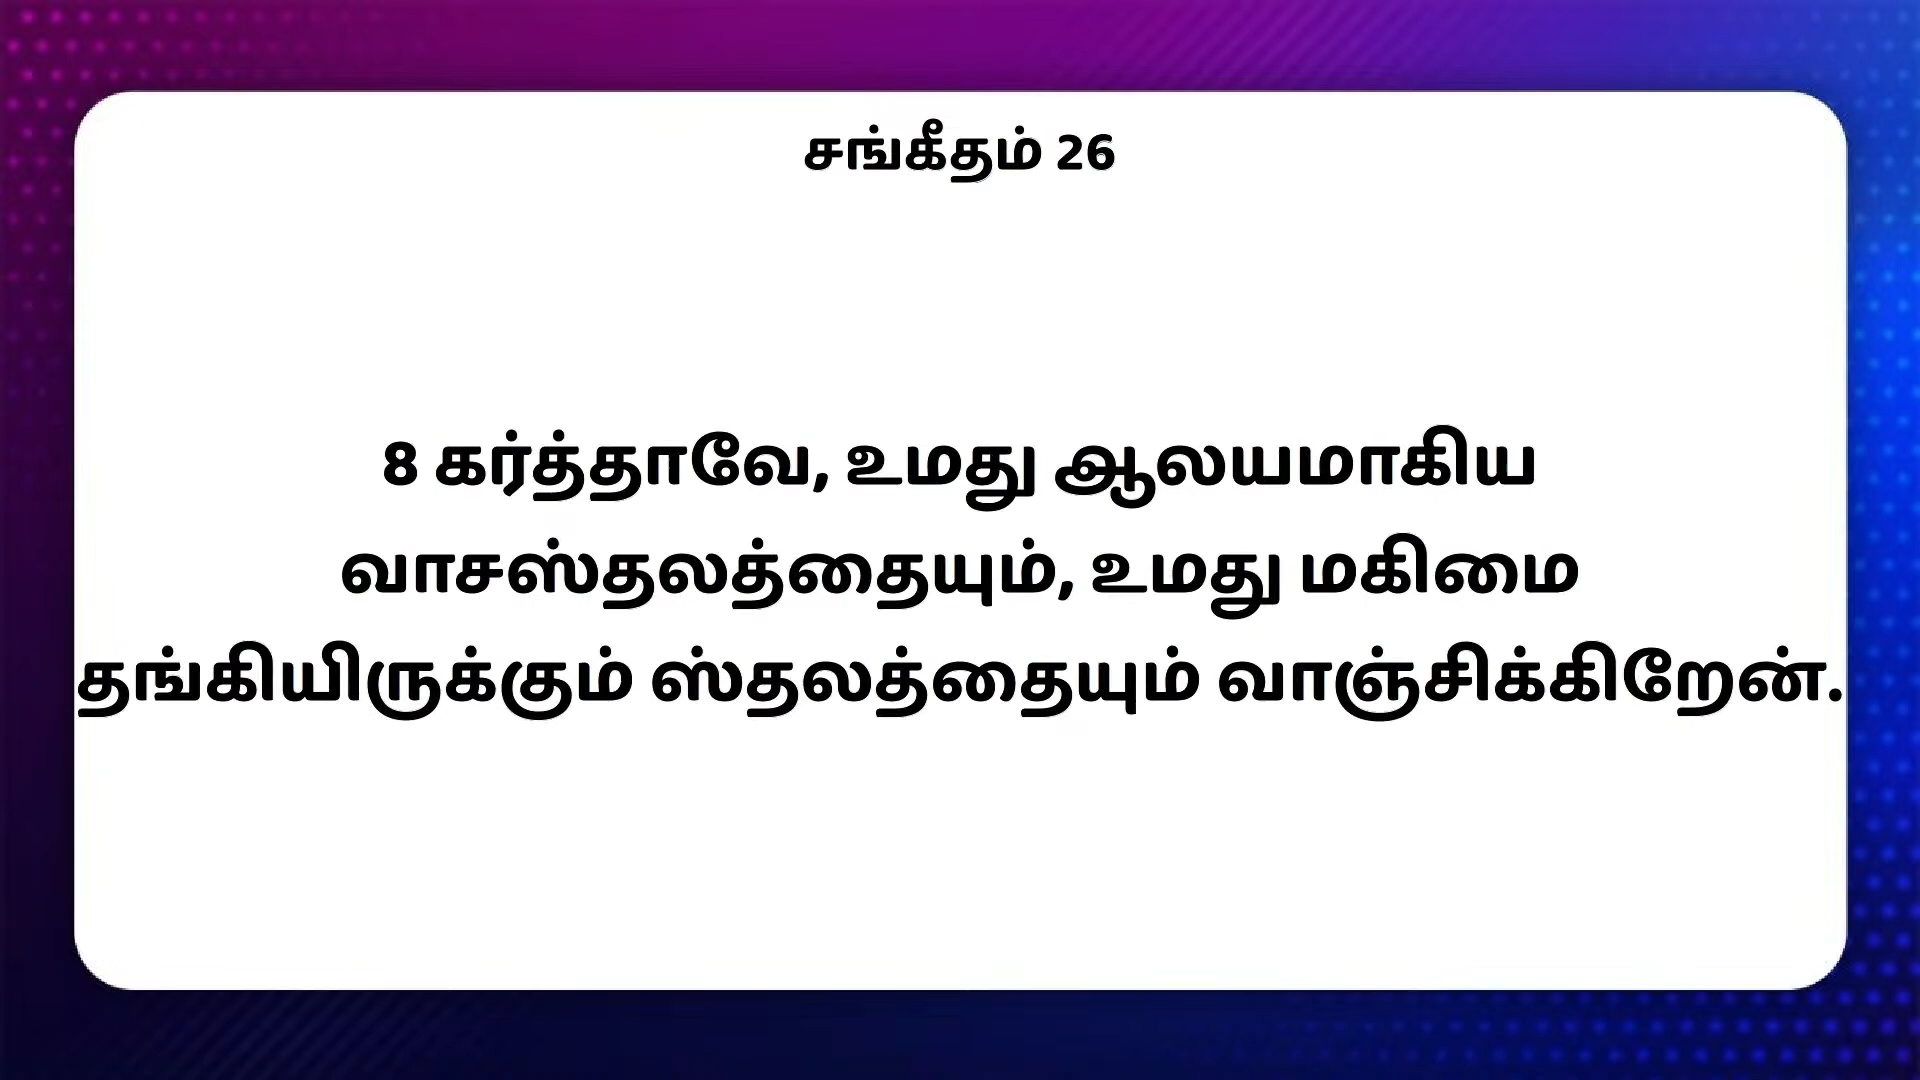 சங்கீதம் 26
8 கர்த்தாவே, உமது ஆலயமாகிய
வாசஸ்தலத்தையும், உமது மகிமை
தங்கியிருக்கும் ஸ்தலத்தையும் வாஞ்சிக்கிறேன்.